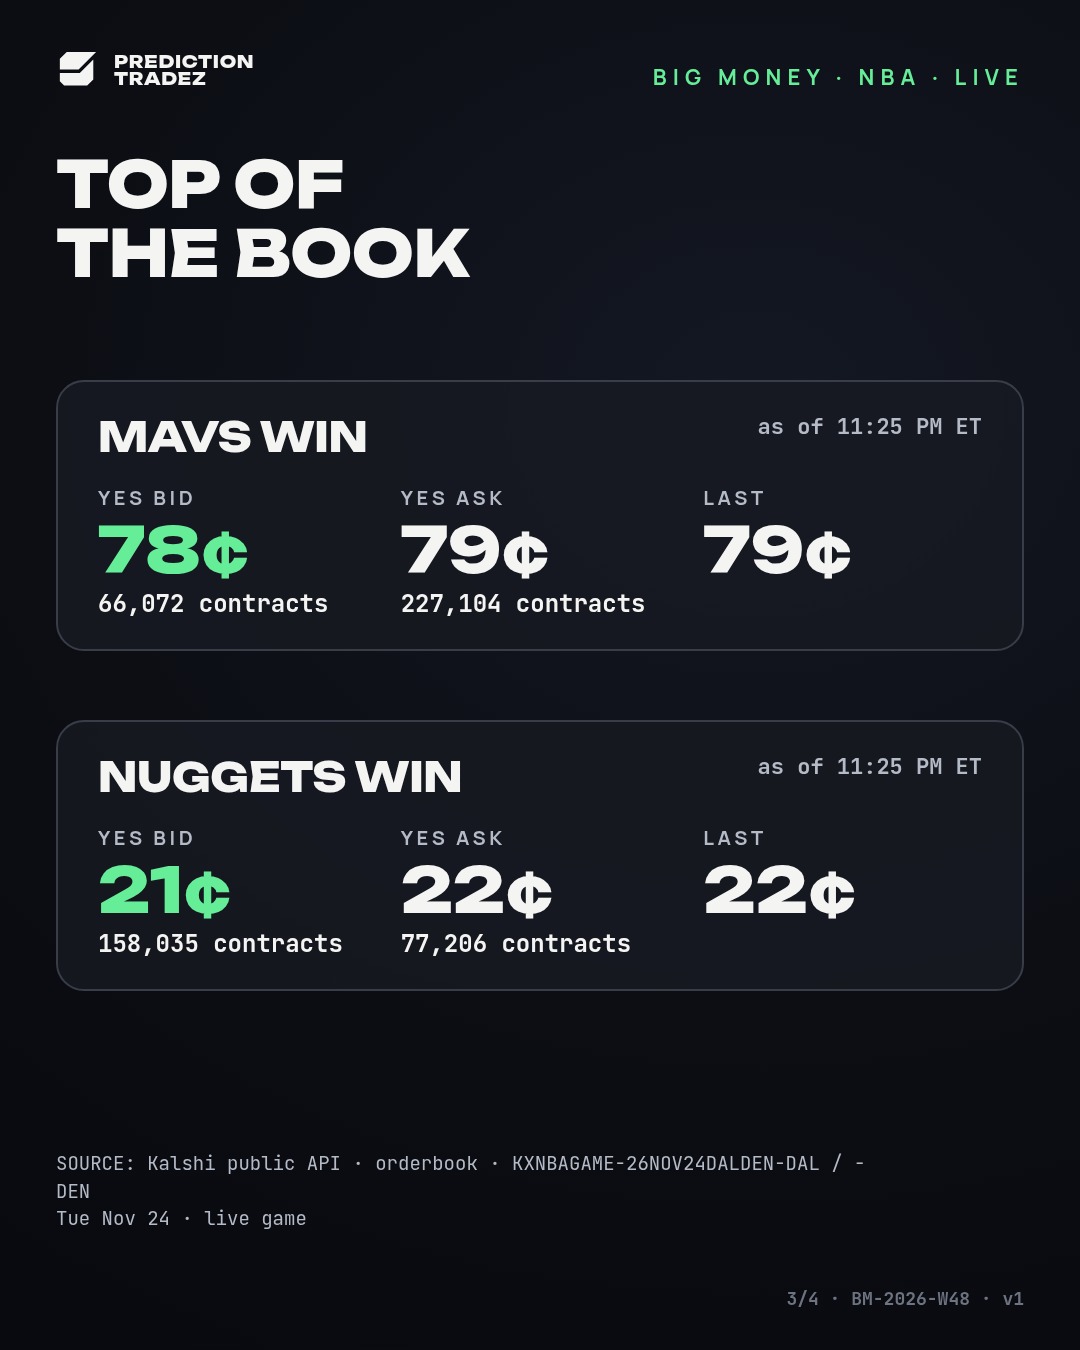 PREDICTION
TRADEZ
BIG MONEY · NBA · LIVE
TOP OF
THE BOOK
MAVS WIN
as of 11:25 PM ET
YES BID
YES ASK
LAST
78¢
79¢
79¢
66,072 contracts
227,104 contracts
NUGGETS WIN
as of 11:25 PM ET
YES BID
YES ASK
LAST
21¢
22¢
22¢
158,035 contracts
77,206 contracts
SOURCE: Kalshi public API · orderbook · KXNBAGAME-26NOV24DALDEN-DAL / -
DEN
Tue Nov 24 · live game
3/4 · BM-2026-W48 · v1